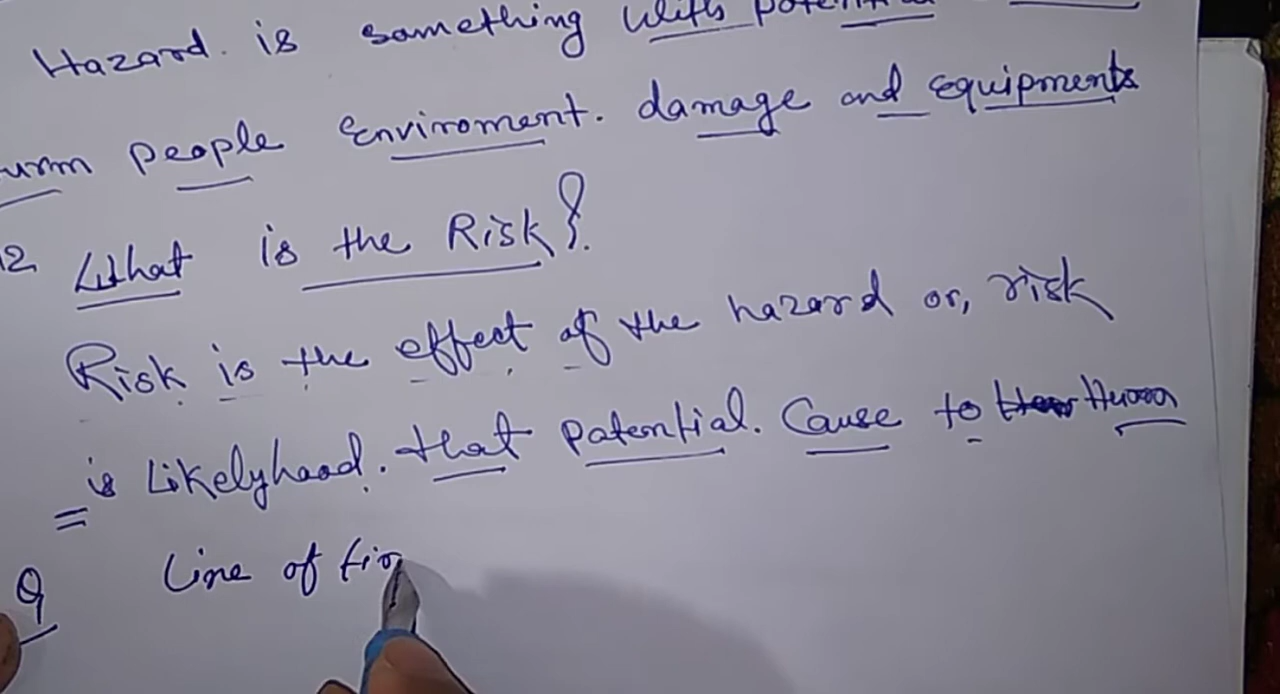 Hazard. is something with
people Enviroment. damage and equipments
2 What is the Risk?
Risk is the effect of the hazard or, risk
is Likelyhood. that potential. Cause to
= 
Q Line of fir